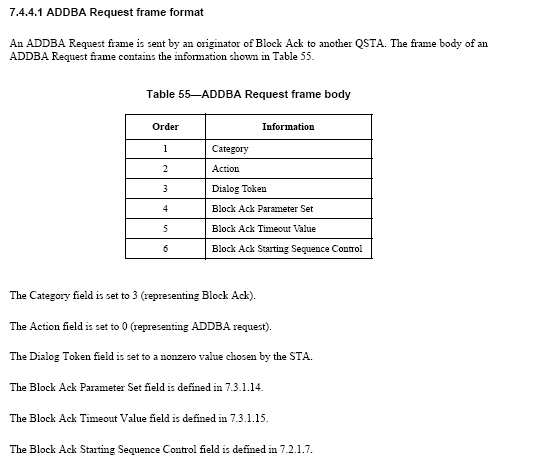 7.4.4.1 ADDBA Request frame format
An ADDBA Request frame is sent by an originator of Block Ack to another QSTA. The frame body of an
ADDBA Request frame contains the information shown in Table 55.
Table 55—ADDBA Request frame body
Order Information
1 Category
2 Action
3 Dialog Token
4 Block Ack Parameter Set
5 Block Ack Timeout Value
6 Block Ack Starting Sequence Control
The Category field is set to 3 (representing Block Ack).
The Action field is set to 0 (representing ADDBA request).
The Dialog Token field is set to a nonzero value chosen by the STA.
The Block Ack Parameter Set field is defined in 7.3.1.14.
The Block Ack Timeout Value field is defined in 7.3.1.15.
The Block Ack Starting Sequence Control field is defined in 7.2.1.7.